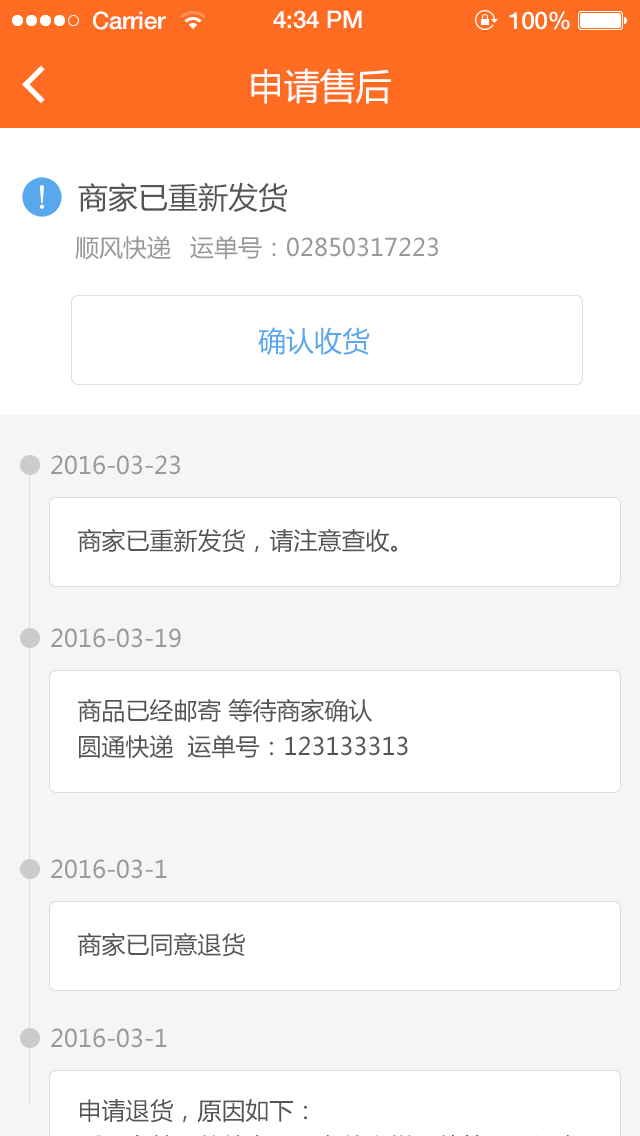 Carrier 4:34 PM 100%
申请售后
商家已重新发货
顺风快递 运单号：02850317223
确认收货
2016-03-23
商家已重新发货，请注意查收。
2016-03-19
商品已经邮寄 等待商家确认
圆通快递 运单号：123133313
2016-03-1
商家已同意退货
2016-03-1
申请退货，原因如下：